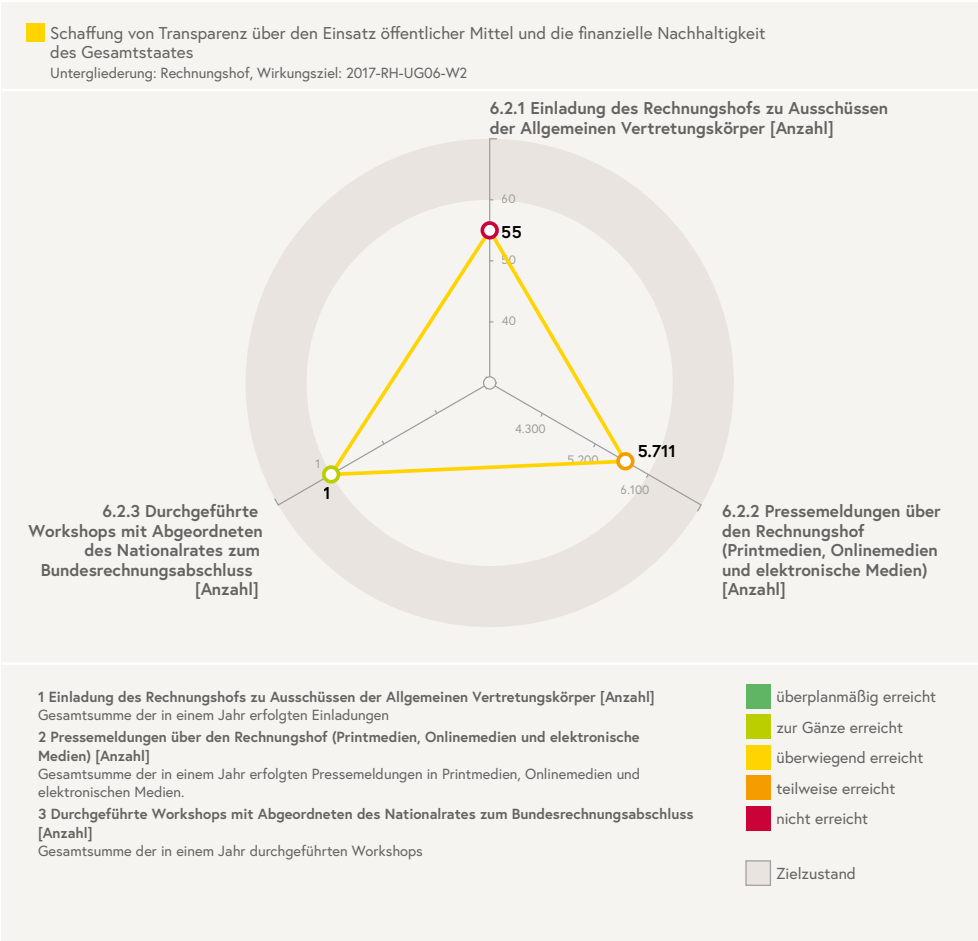 Schaffung von Transparenz über den Einsatz öffentlicher Mittel und die finanzielle Nachhaltigkeit
des Gesamtstaates
Untergliederung: Rechnungshof, Wirkungsziel: 2017-RH-UG06-W2
6.2.1 Einladung des Rechnungshofs zu Ausschüssen
der Allgemeinen Vertretungskörper [Anzahl]
60
55
50
40
4.300
5.200
5.711
6.100
1
1
6.2.3 Durchgeführte
Workshops mit Abgeordneten
des Nationalrates zum
Bundesrechnungsabschluss
[Anzahl]
6.2.2 Pressemeldungen über
den Rechnungshof
(Printmedien, Onlinemedien
und elektronische Medien)
[Anzahl]
1 Einladung des Rechnungshofs zu Ausschüssen der Allgemeinen Vertretungskörper [Anzahl]
Gesamtsumme der in einem Jahr erfolgten Einladungen
2 Pressemeldungen über den Rechnungshof (Printmedien, Onlinemedien und elektronische
Medien) [Anzahl]
Gesamtsumme der in einem Jahr erfolgten Pressemeldungen in Printmedien, Onlinemedien und
elektronischen Medien.
3 Durchgeführte Workshops mit Abgeordneten des Nationalrates zum Bundesrechnungsabschluss
[Anzahl]
Gesamtsumme der in einem Jahr durchgeführten Workshops
überplanmäßig erreicht
zur Gänze erreicht
überwiegend erreicht
teilweise erreicht
nicht erreicht
Zielzustand